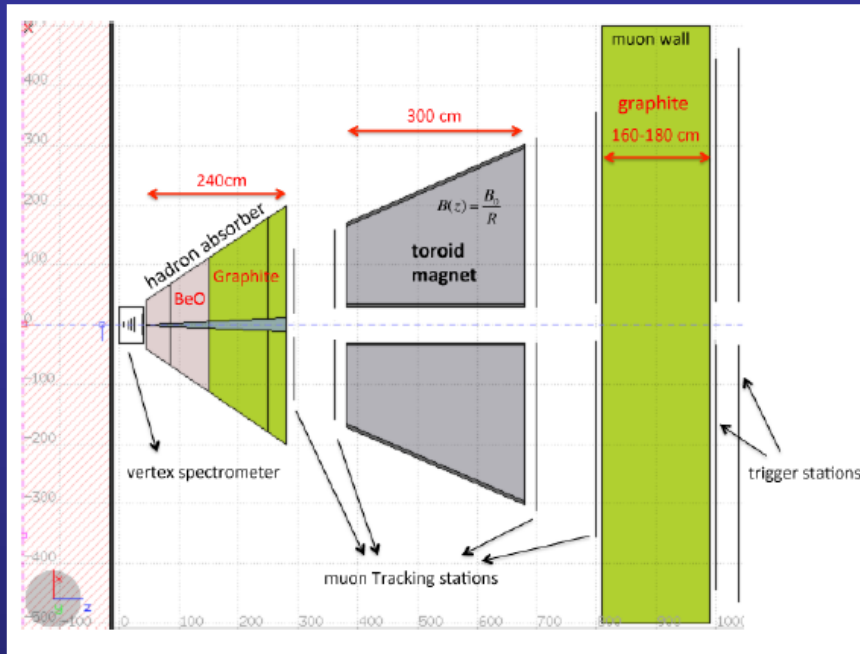 muon wall
graphite
160-180 cm
300 cm
240cm
hadron absorber
B(z) = B₀/R
toroid
magnet
BeO
Graphite
vertex spectrometer
muon Tracking stations
trigger stations
x
z
400
300
200
100
0
-100
-200
-300
-400
-500
-100 0 100 200 300 400 500 600 700 800 900 1000